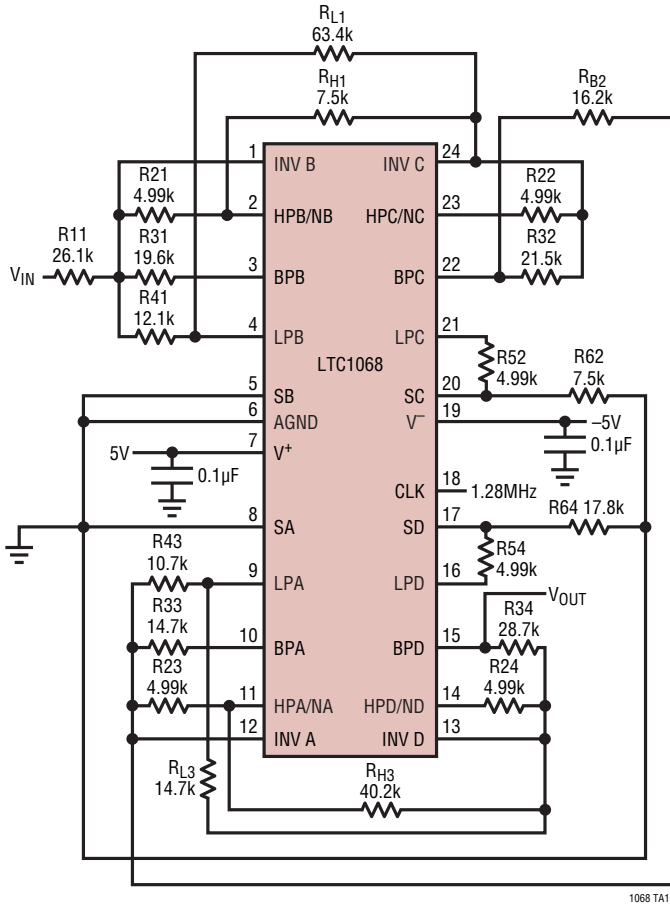 RL1
63.4k
RH1
7.5k
RB2
16.2k
1 INV B
INV C 24
R21
4.99k
2 HPB/NB
HPC/NC 23
R22
4.99k
R11
26.1k
VIN
R31
19.6k
3 BPB
BPC 22
R32
21.5k
R41
12.1k
4 LPB
LPC 21
LTC1068
R52
4.99k
R62
7.5k
5 SB
SC 20
6 AGND
V– 19
–5V
0.1µF
5V
7 V+
0.1µF
CLK 18
1.28MHz
8 SA
SD 17
R64 17.8k
R43
10.7k
9 LPA
LPD 16
R54
4.99k
VOUT
R33
14.7k
10 BPA
BPD 15
R34
28.7k
R23
4.99k
11 HPA/NA
HPD/ND 14
R24
4.99k
12 INV A
INV D 13
RL3
14.7k
RH3
40.2k
1068 TA1